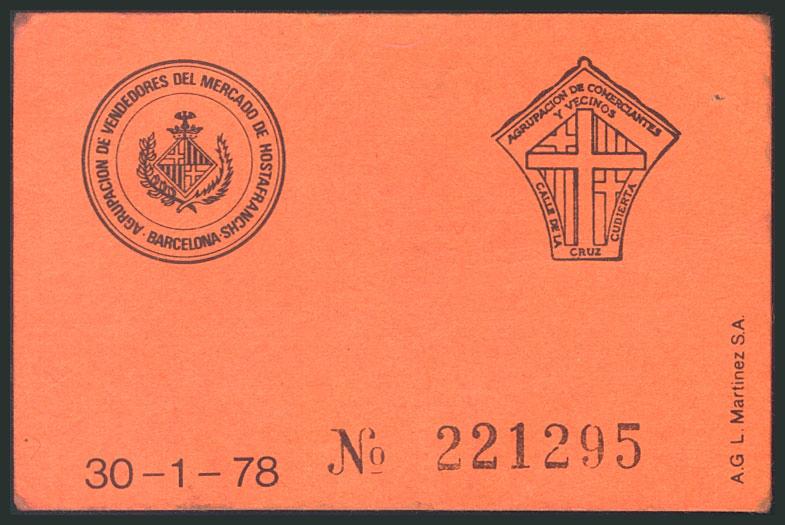 AGRUPACION DE VENDEDORES DEL MERCADO DE HOSTAFRANCHS · BARCELONA ·
AGRUPACION DE COMERCIANTES
Y VECINOS
CALLE DE LA
CRUZ
CUBIERTA
30-1-78
Nº 221295
A.G L. Martinez S.A.